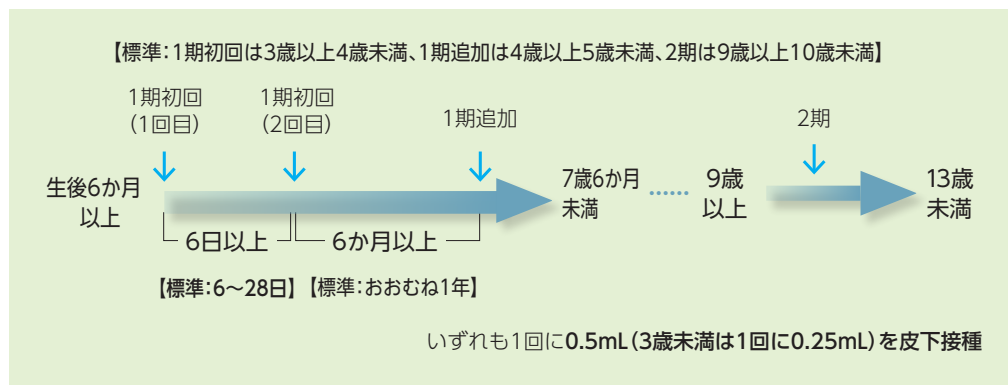 【標準:1期初回は3歳以上4歳未満、1期追加は4歳以上5歳未満、2期は9歳以上10歳未満】
1期初回
(1回目)
1期初回
(2回目)
1期追加
2期
生後6か月
以上
7歳6か月
未満
……
9歳
以上
13歳
未満
6日以上
6か月以上
【標準:6〜28日】
【標準:おおむね1年】
いずれも1回に0.5mL(3歳未満は1回に0.25mL)を皮下接種